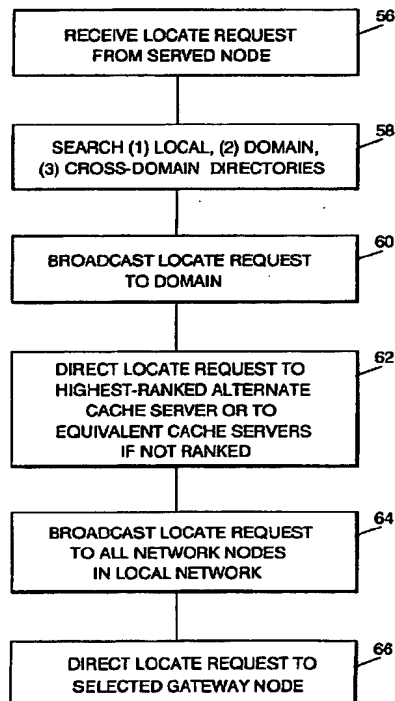 56
RECEIVE LOCATE REQUEST
FROM SERVED NODE
58
SEARCH (1) LOCAL, (2) DOMAIN,
(3) CROSS-DOMAIN DIRECTORIES
60
BROADCAST LOCATE REQUEST
TO DOMAIN
62
DIRECT LOCATE REQUEST TO
HIGHEST-RANKED ALTERNATE
CACHE SERVER OR TO
EQUIVALENT CACHE SERVERS
IF NOT RANKED
64
BROADCAST LOCATE REQUEST
TO ALL NETWORK NODES
IN LOCAL NETWORK
66
DIRECT LOCATE REQUEST TO
SELECTED GATEWAY NODE